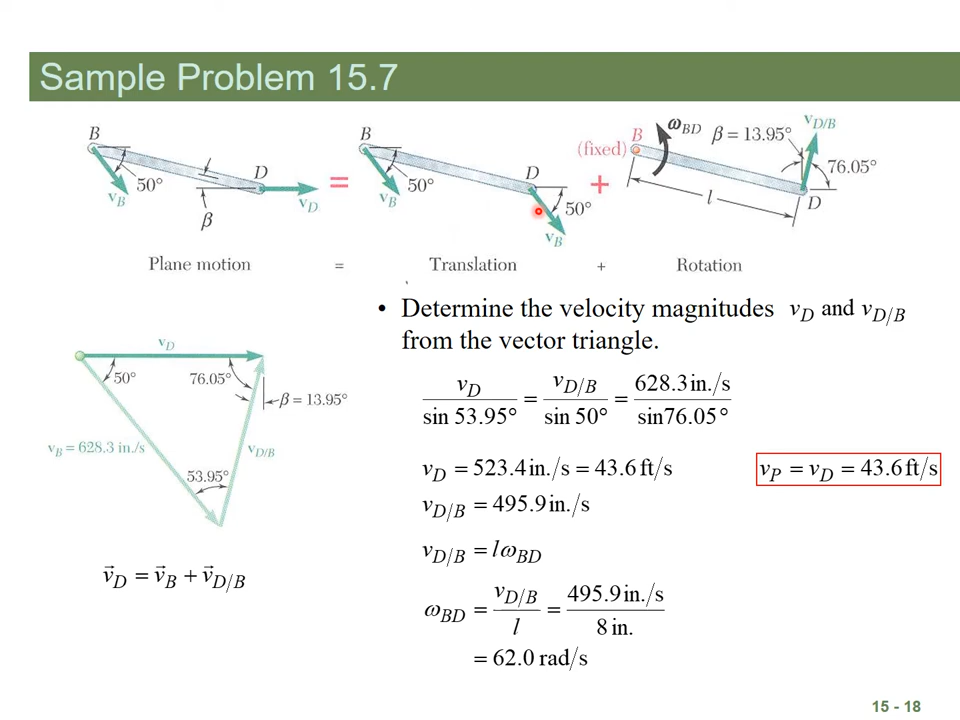 Sample Problem 15.7
B
50°
v_B
D
v_D
β
=
B
50°
v_B
D
50°
v_B
+
B
(fixed)
ω_BD
β = 13.95°
v_D/B
76.05°
l
D
Plane motion = Translation + Rotation
• Determine the velocity magnitudes v_D and v_D/B
from the vector triangle.
v_D
50°
76.05°
β = 13.95°
v_B = 628.3 in./s
v_D/B
53.95°
v_D / sin 53.95° = v_D/B / sin 50° = 628.3 in./s / sin76.05°
v_D = 523.4 in./s = 43.6 ft/s
v_P = v_D = 43.6 ft/s
v_D/B = 495.9 in./s
v_D/B = lω_BD
v⃗_D = v⃗_B + v⃗_D/B
ω_BD = v_D/B / l = 495.9 in./s / 8 in.
= 62.0 rad/s
15 - 18